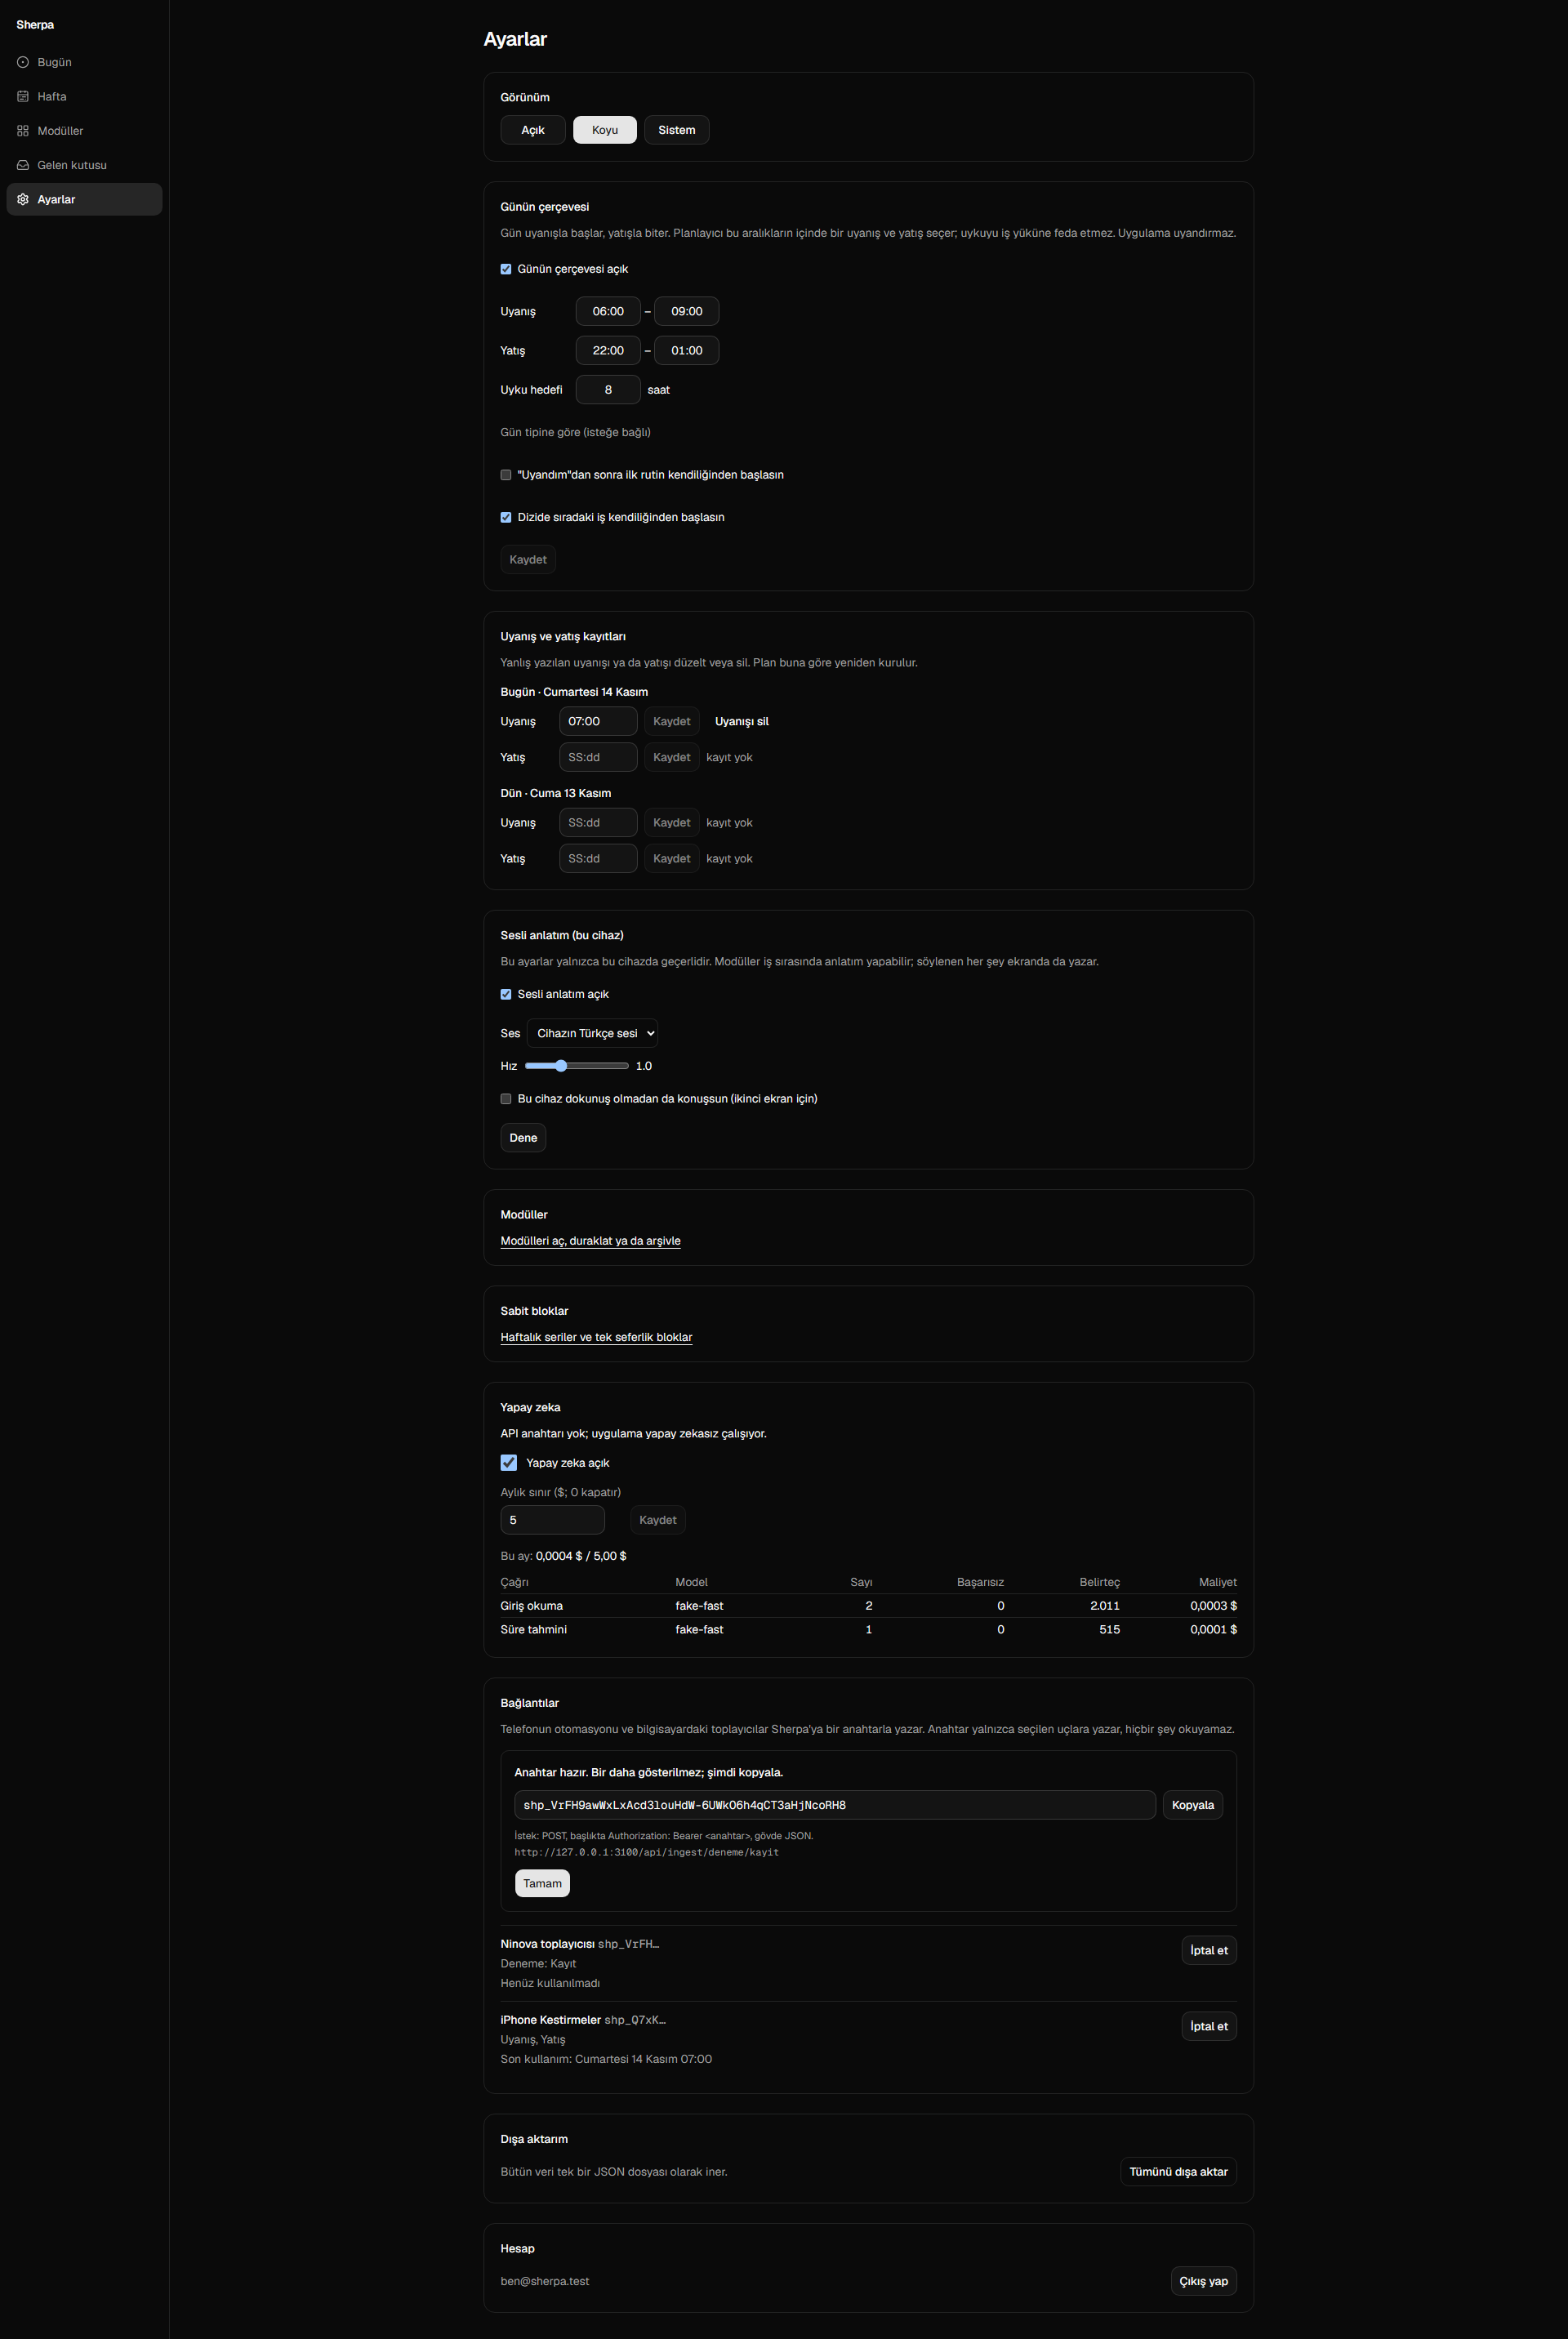 Sherpa
Bugün
Hafta
Modüller
Gelen kutusu
Ayarlar
Ayarlar
Görünüm
Açık Koyu Sistem
Günün çerçevesi
Gün uyanışla başlar, yatışla biter. Planlayıcı bu aralıkların içinde bir uyanış ve yatış seçer; uykuyu iş yüküne feda etmez. Uygulama uyandırmaz.
Günün çerçevesi açık
Uyanış 06:00 – 09:00
Yatış 22:00 – 01:00
Uyku hedefi 8 saat
Gün tipine göre (isteğe bağlı)
"Uyandım"dan sonra ilk rutin kendiliğinden başlasın
Dizide sıradaki iş kendiliğinden başlasın
Kaydet
Uyanış ve yatış kayıtları
Yanlış yazılan uyanışı ya da yatışı düzelt veya sil. Plan buna göre yeniden kurulur.
Bugün · Cumartesi 14 Kasım
Uyanış 07:00 Kaydet Uyanışı sil
Yatış SS:dd Kaydet kayıt yok
Dün · Cuma 13 Kasım
Uyanış SS:dd Kaydet kayıt yok
Yatış SS:dd Kaydet kayıt yok
Sesli anlatım (bu cihaz)
Bu ayarlar yalnızca bu cihazda geçerlidir. Modüller iş sırasında anlatım yapabilir; söylenen her şey ekranda da yazar.
Sesli anlatım açık
Ses Cihazın Türkçe sesi
Hız 1.0
Bu cihaz dokunuş olmadan da konuşsun (ikinci ekran için)
Dene
Modüller
Modülleri aç, duraklat ya da arşivle
Sabit bloklar
Haftalık seriler ve tek seferlik bloklar
Yapay zeka
API anahtarı yok; uygulama yapay zekasız çalışıyor.
Yapay zeka açık
Aylık sınır ($; 0 kapatır)
5 Kaydet
Bu ay: 0,0004 $ / 5,00 $
Çağrı Model Sayı Başarısız Belirteç Maliyet
Giriş okuma fake-fast 2 0 2.011 0,0003 $
Süre tahmini fake-fast 1 0 515 0,0001 $
Bağlantılar
Telefonun otomasyonu ve bilgisayardaki toplayıcılar Sherpa'ya bir anahtarla yazar. Anahtar yalnızca seçilen uçlara yazar, hiçbir şey okuyamaz.
Anahtar hazır. Bir daha gösterilmez; şimdi kopyala.
shp_VrFH9awWxLxAcd3louHdW-6UWkO6h4qCT3aHjNcoRH8 Kopyala
İstek: POST, başlıkta Authorization: Bearer <anahtar>, gövde JSON.
http://127.0.0.1:3100/api/ingest/deneme/kayit
Tamam
Ninova toplayıcısı shp_VrFH… İptal et
Deneme: Kayıt
Henüz kullanılmadı
iPhone Kestirmeler shp_Q7xK… İptal et
Uyanış, Yatış
Son kullanım: Cumartesi 14 Kasım 07:00
Dışa aktarım
Bütün veri tek bir JSON dosyası olarak iner. Tümünü dışa aktar
Hesap
ben@sherpa.test Çıkış yap